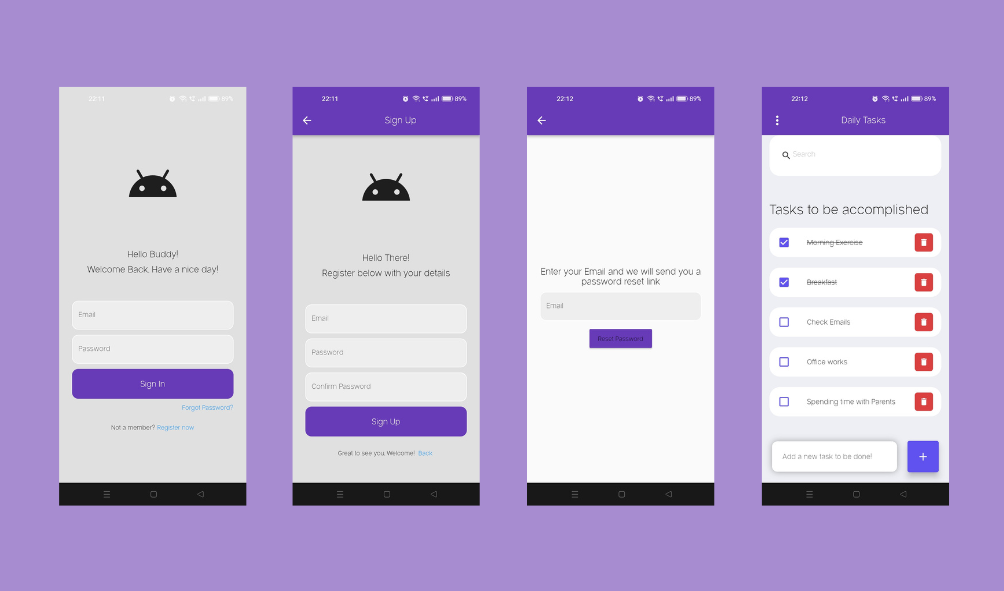 22:11
89%
Hello Buddy!
Welcome Back, Have a nice day!
Email
Password
Sign In
Forgot Password?
Not a member? Register now
22:11
89%
Sign Up
Hello There!
Register below with your details
Email
Password
Confirm Password
Sign Up
Great to see you, Welcome! Back
22:12
89%
Enter your Email and we will send you a
password reset link
Email
Reset Password
22:12
89%
Daily Tasks
Search
Tasks to be accomplished
Morning Exercise
Breakfast
Check Emails
Office works
Spending time with Parents
Add a new task to be done!
+